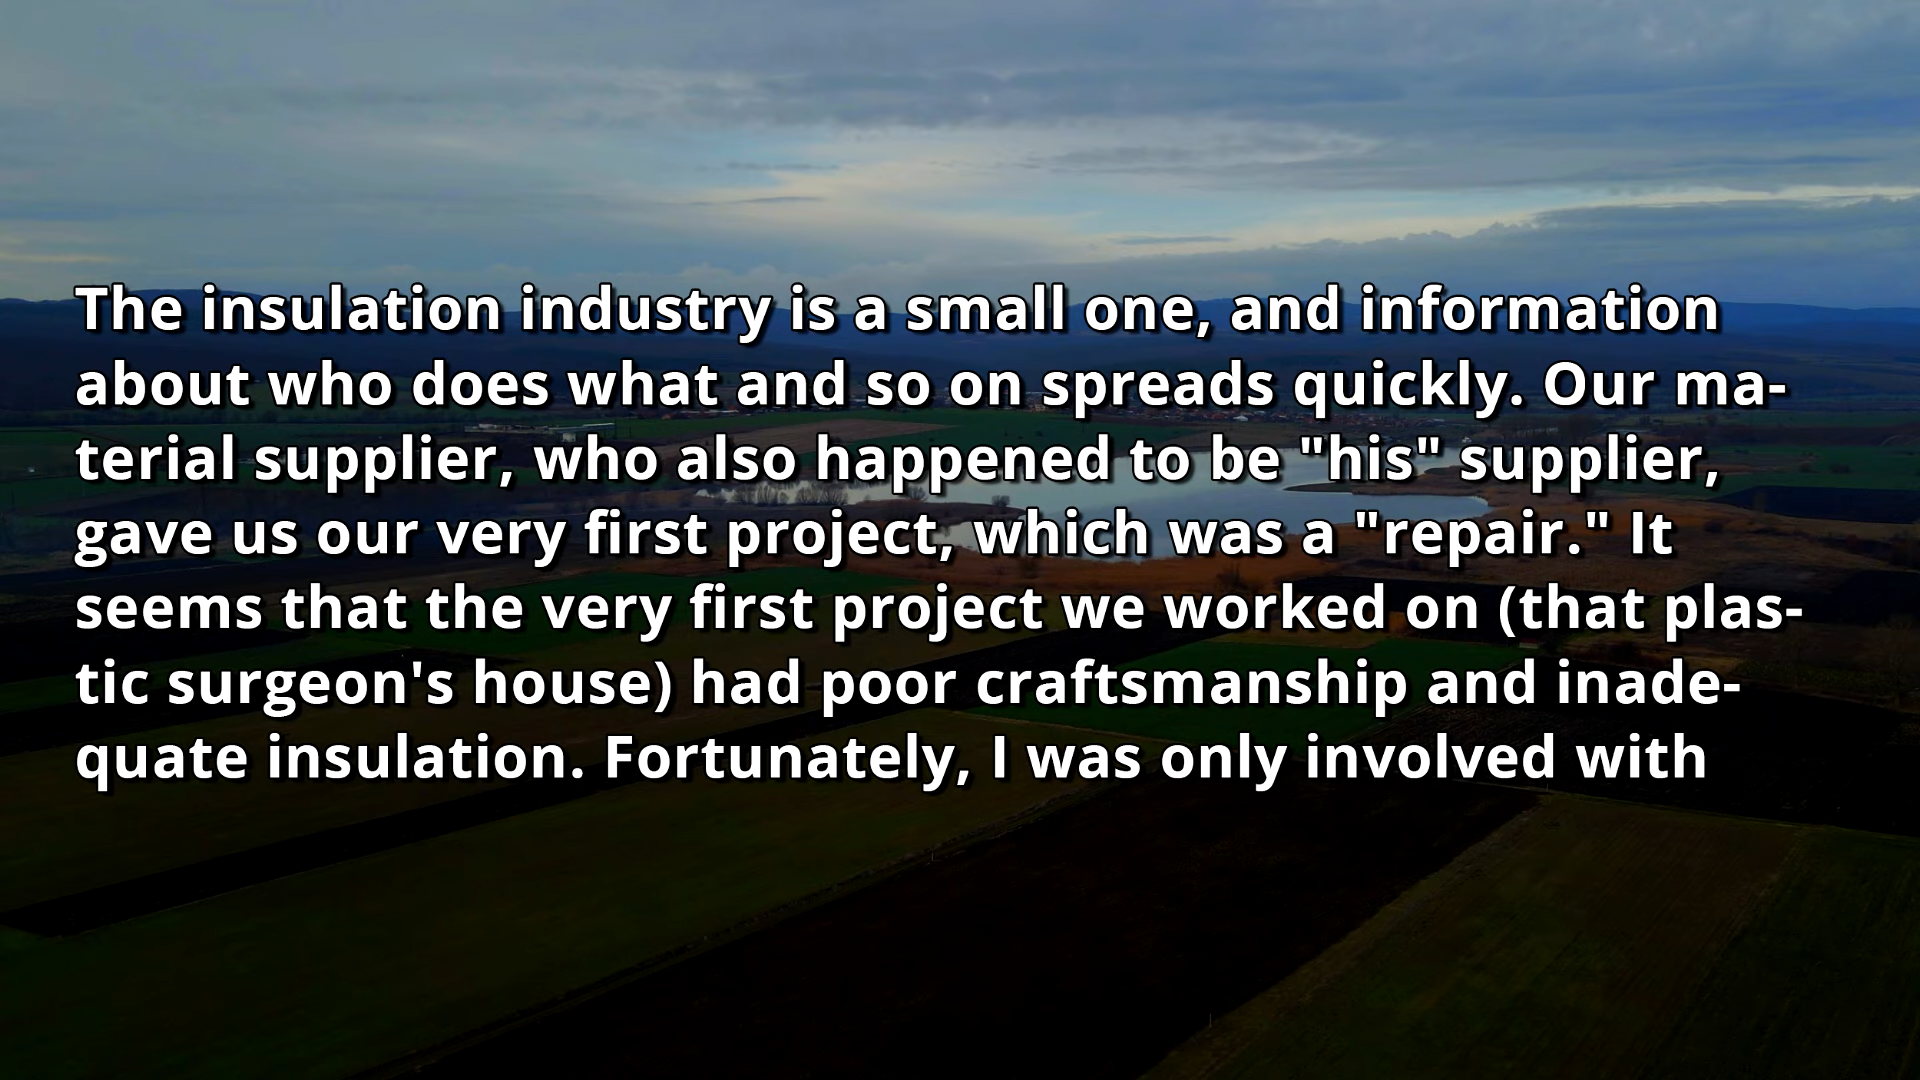 The insulation industry is a small one, and information
about who does what and so on spreads quickly. Our ma-
terial supplier, who also happened to be "his" supplier,
gave us our very first project, which was a "repair." It
seems that the very first project we worked on (that plas-
tic surgeon's house) had poor craftsmanship and inade-
quate insulation. Fortunately, I was only involved with